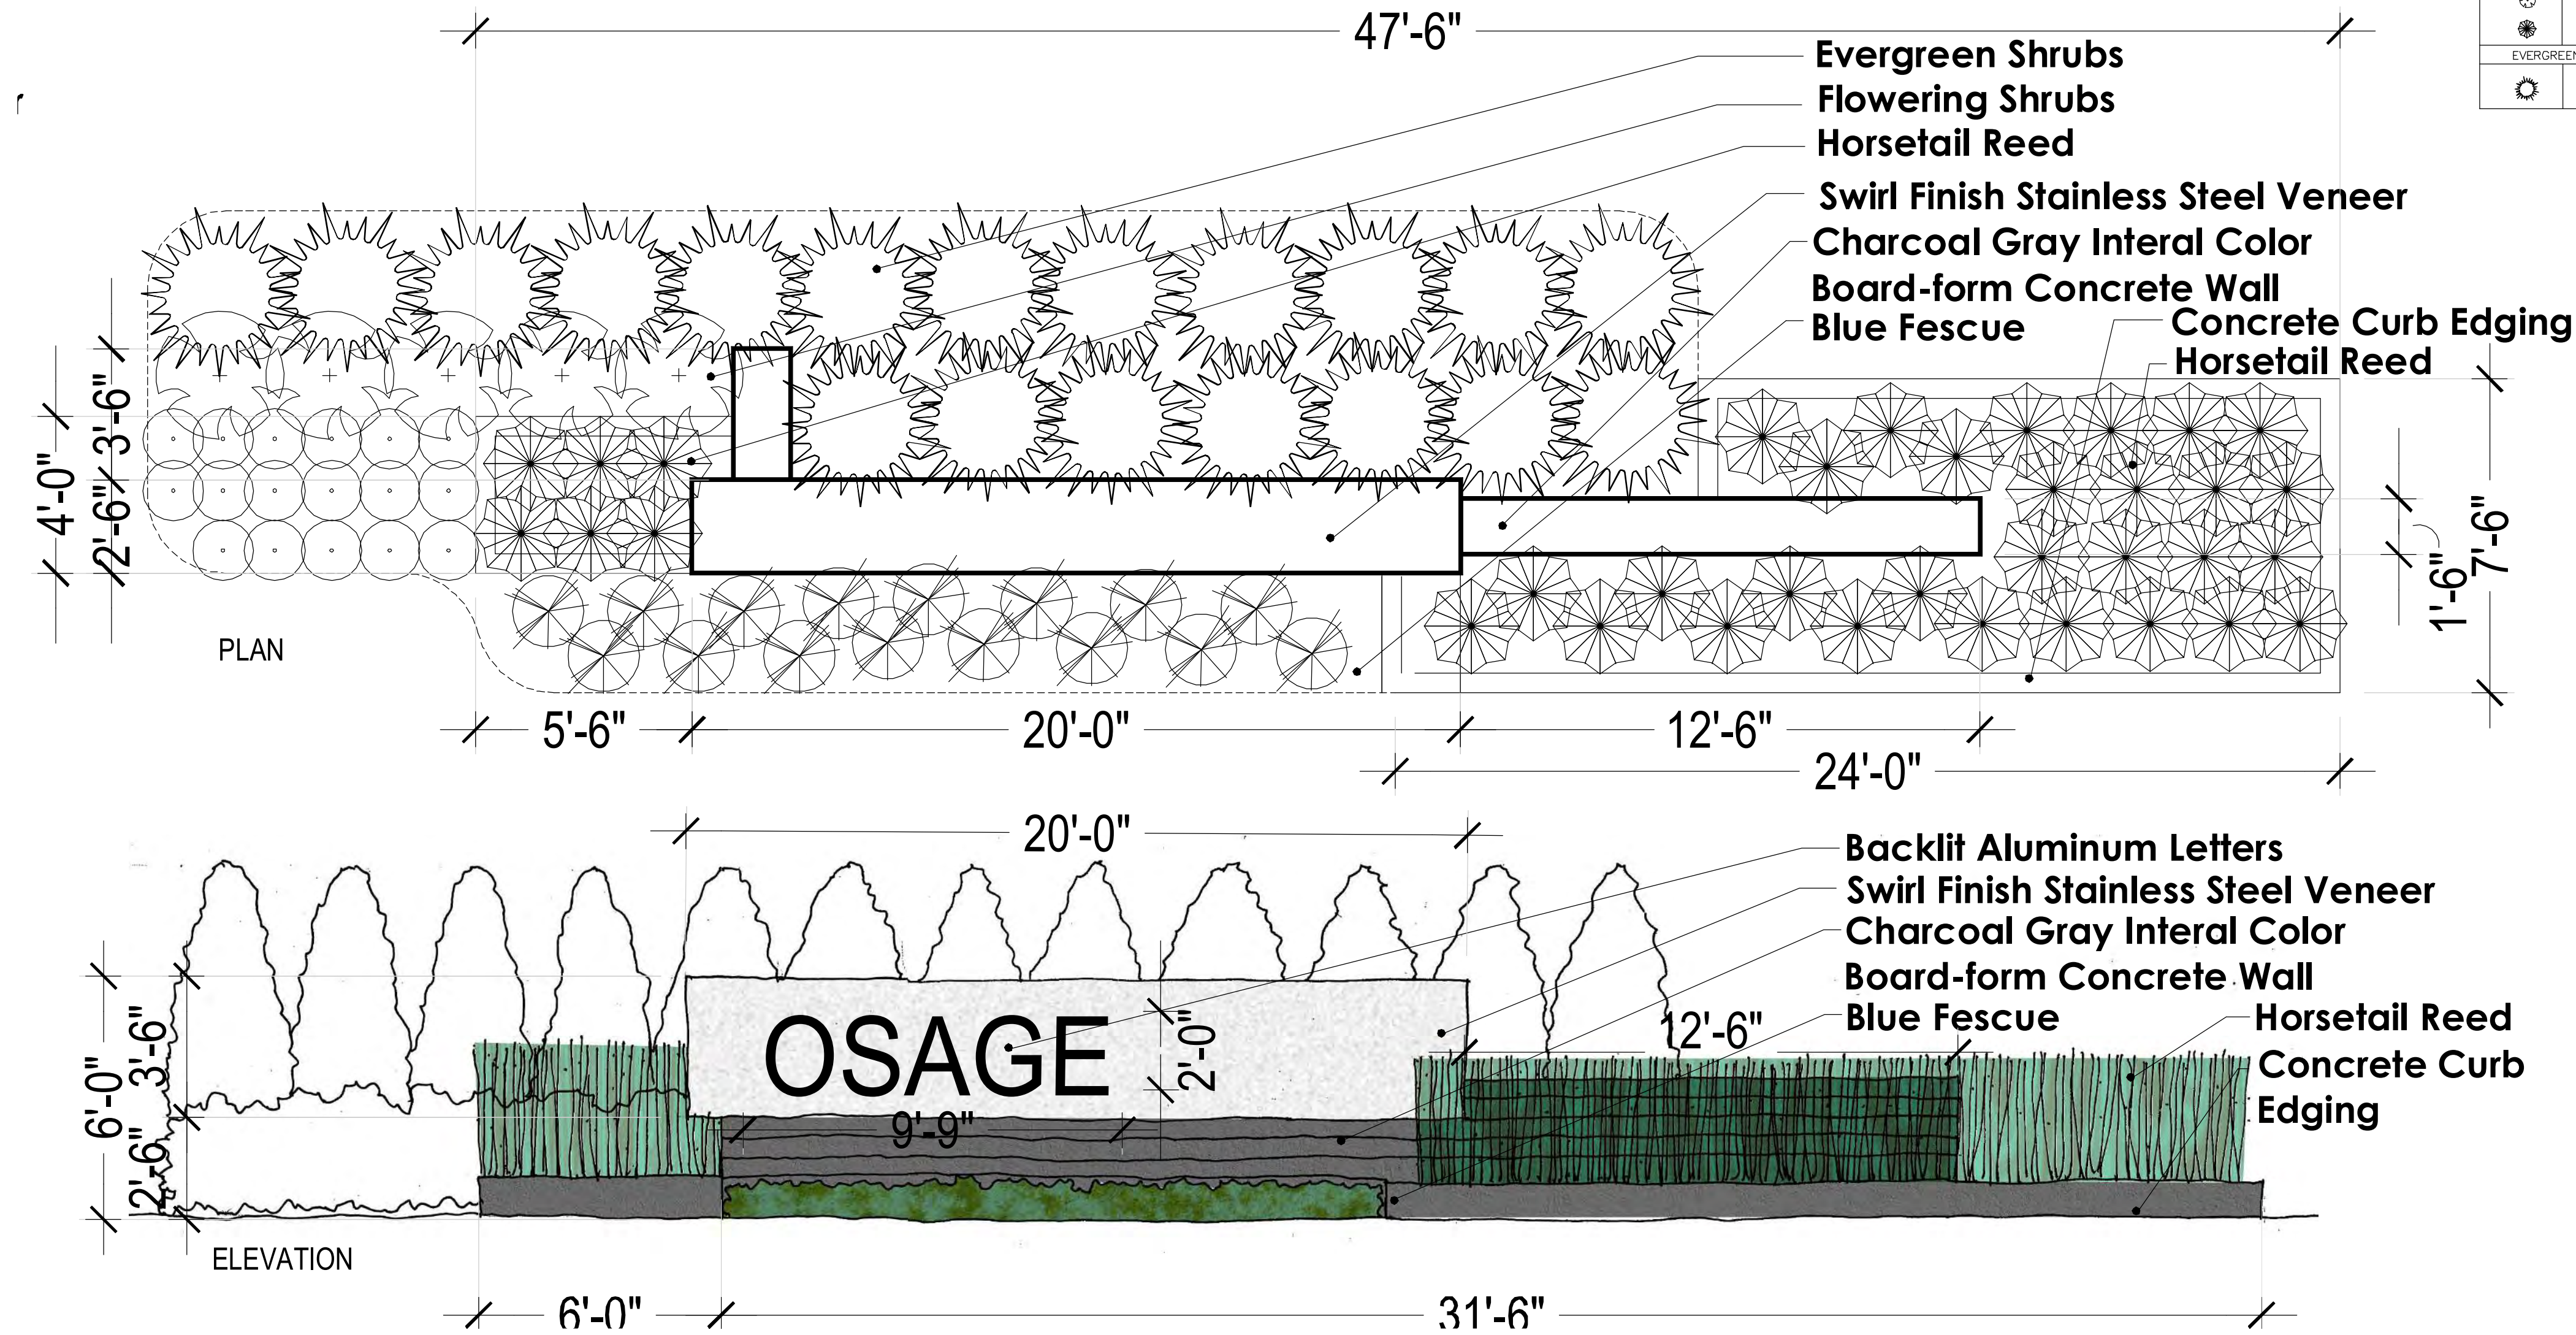 47'-6"
Evergreen Shrubs
Flowering Shrubs
Horsetail Reed
Swirl Finish Stainless Steel Veneer
Charcoal Gray Interal Color
Board-form Concrete Wall
Blue Fescue
Concrete Curb Edging
Horsetail Reed
EVERGREEN
4'-0"
3'-6"
2'-6"
1'-6"
7'-6"
PLAN
5'-6"
20'-0"
12'-6"
24'-0"
20'-0"
Backlit Aluminum Letters
Swirl Finish Stainless Steel Veneer
Charcoal Gray Interal Color
Board-form Concrete Wall
Blue Fescue
Horsetail Reed
Concrete Curb
Edging
OSAGE
2'-0"
12'-6"
9'-9"
6'-0"
3'-6"
2'-6"
ELEVATION
6'-0"
31'-6"